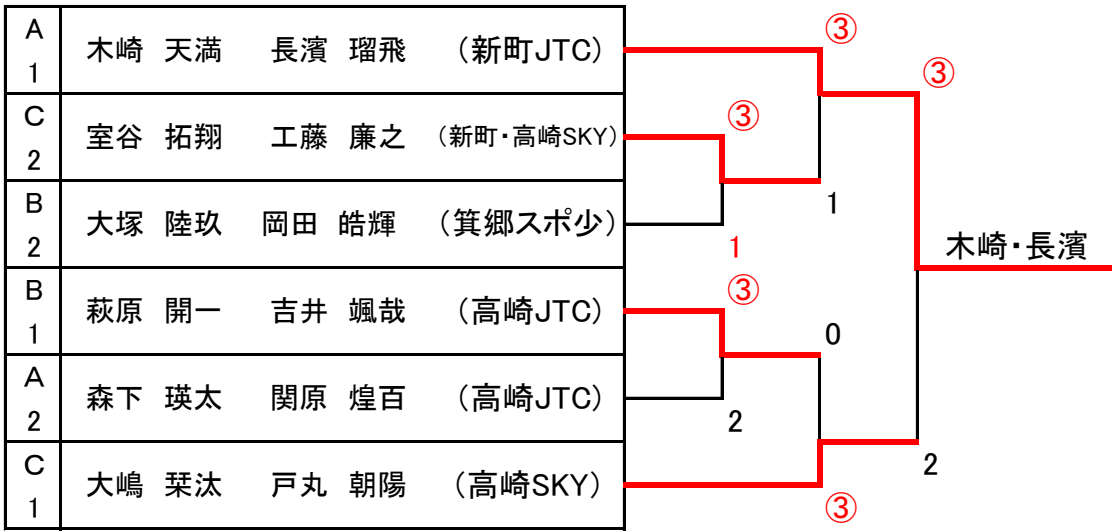 A
1
木崎 天満 長濱 瑠飛 (新町JTC)
③
③
C
2
室谷 拓翔 工藤 廉之 (新町・高崎SKY)
③
B
2
大塚 陸玖 岡田 皓輝 (箕郷スポ少)
1
1
木崎・長濱
B
1
萩原 開一 吉井 颯哉 (高崎JTC)
③
0
A
2
森下 瑛太 関原 煌百 (高崎JTC)
2
2
C
1
大嶋 栞汰 戸丸 朝陽 (高崎SKY)
③